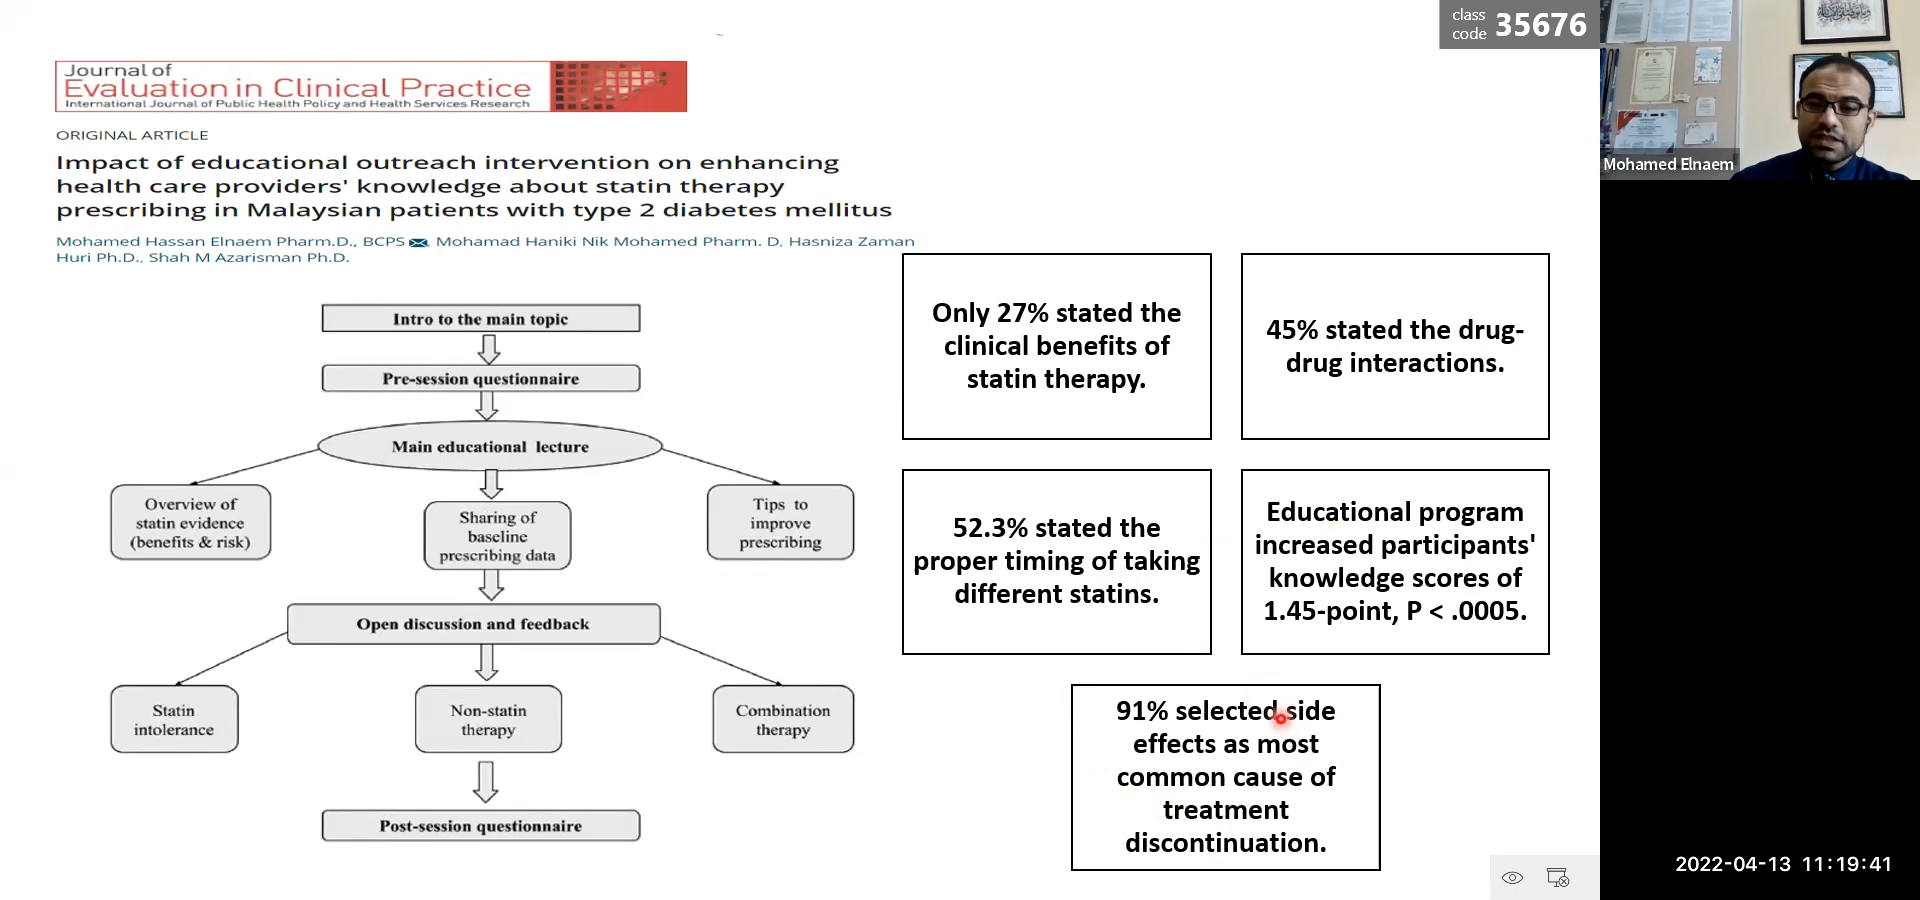 class
code 35676
Journal of
Evaluation in Clinical Practice
International Journal of Public Health Policy and Health Services Research
ORIGINAL ARTICLE
Impact of educational outreach intervention on enhancing
health care providers' knowledge about statin therapy
prescribing in Malaysian patients with type 2 diabetes mellitus
Mohamed Hassan Elnaem Pharm.D., BCPS, Mohamad Haniki Nik Mohamed Pharm. D, Hasniza Zaman
Huri Ph.D., Shah M Azarisman Ph.D.
Intro to the main topic
Pre-session questionnaire
Main educational lecture
Overview of
statin evidence
(benefits & risk)
Sharing of
baseline
prescribing data
Tips to
improve
prescribing
Open discussion and feedback
Statin
intolerance
Non-statin
therapy
Combination
therapy
Post-session questionnaire
Only 27% stated the
clinical benefits of
statin therapy.
45% stated the drug-
drug interactions.
52.3% stated the
proper timing of taking
different statins.
Educational program
increased participants'
knowledge scores of
1.45-point, P < .0005.
91% selected side
effects as most
common cause of
treatment
discontinuation.
Mohamed Elnaem
2022-04-13 11:19:41